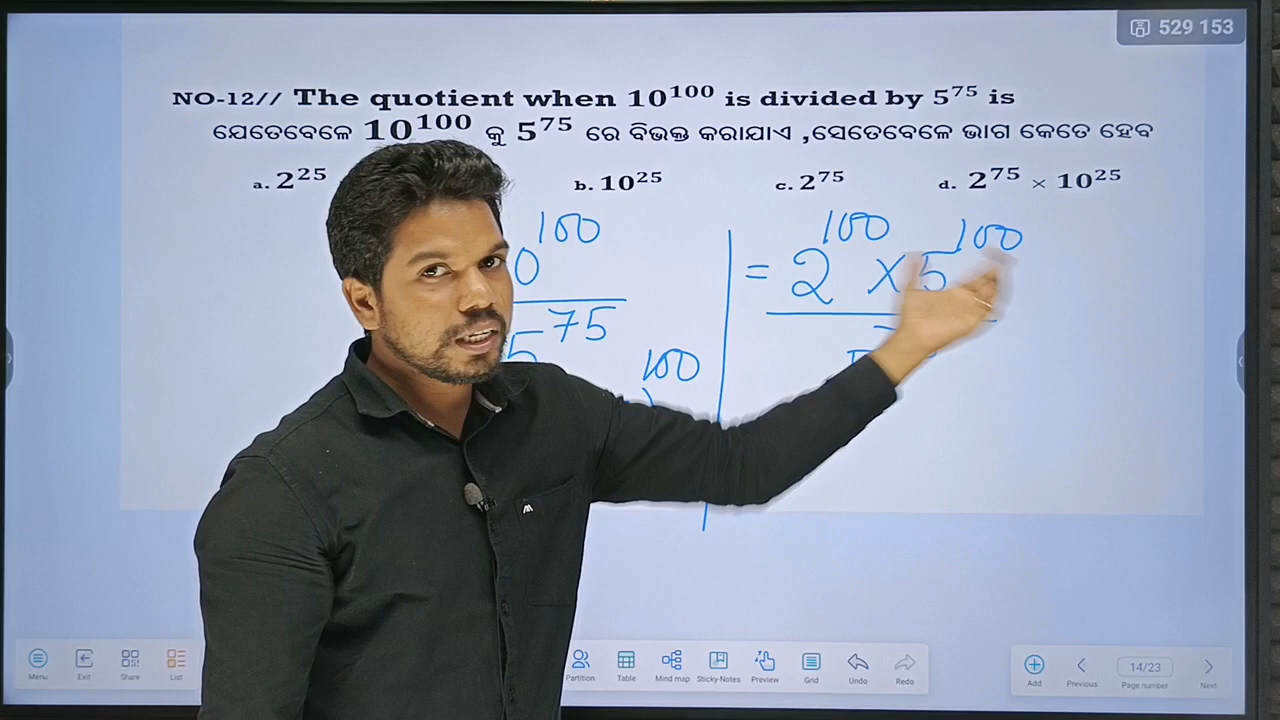 529 153
NO-12// The quotient when 10¹⁰⁰ is divided by 5⁷⁵ is
ଯେତେବେଳେ 10¹⁰⁰ କୁ 5⁷⁵ ରେ ବିଭକ୍ତ କରାଯାଏ ,ସେତେବେଳେ ଭାଗ କେତେ ହେବ
a. 2²⁵ b. 10²⁵ c. 2⁷⁵ d. 2⁷⁵ × 10²⁵
0¹⁰⁰ = 2¹⁰⁰ × 5¹⁰⁰
5⁷⁵
100
Menu Exit Share List Partition Table Mind map Sticky-Notes Preview Grid Undo Redo Add Previous 14/23 Page number Next